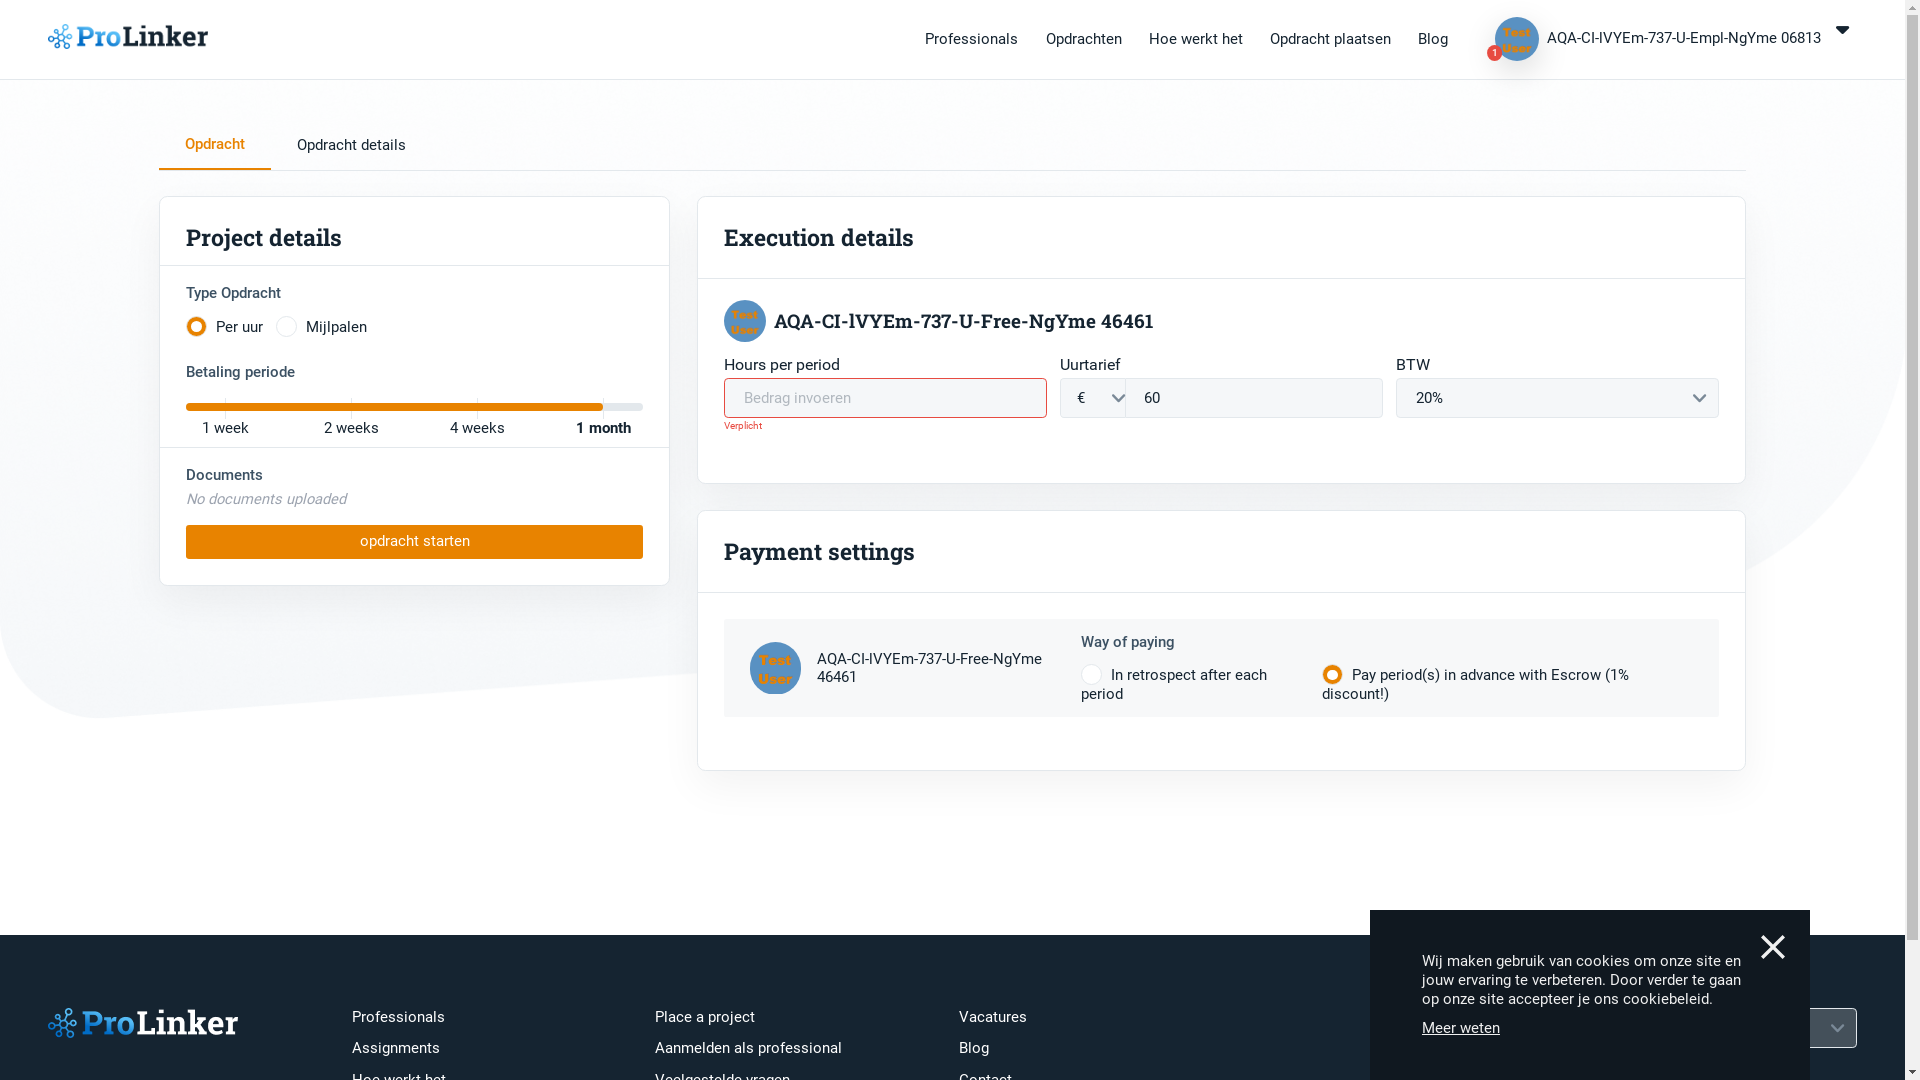 ProLinker
Professionals
Opdrachten
Hoe werkt het
Opdracht plaatsen
Blog
Test
User
1
AQA-CI-lVYEm-737-U-Empl-NgYme 06813
Opdracht
Opdracht details
Project details
Type Opdracht
Per uur
Mijlpalen
Betaling periode
1 week
2 weeks
4 weeks
1 month
Documents
No documents uploaded
opdracht starten
Execution details
Test
User
AQA-CI-lVYEm-737-U-Free-NgYme 46461
Hours per period
Uurtarief
BTW
Bedrag invoeren
€
60
20%
Verplicht
Payment settings
Test
User
AQA-CI-lVYEm-737-U-Free-NgYme
46461
Way of paying
In retrospect after each
period
Pay period(s) in advance with Escrow (1%
discount!)
ProLinker
Professionals
Assignments
Hoe werkt het
Place a project
Aanmelden als professional
Veelgestelde vragen
Vacatures
Blog
Contact
Wij maken gebruik van cookies om onze site en
jouw ervaring te verbeteren. Door verder te gaan
op onze site accepteer je ons cookiebeleid.
Meer weten